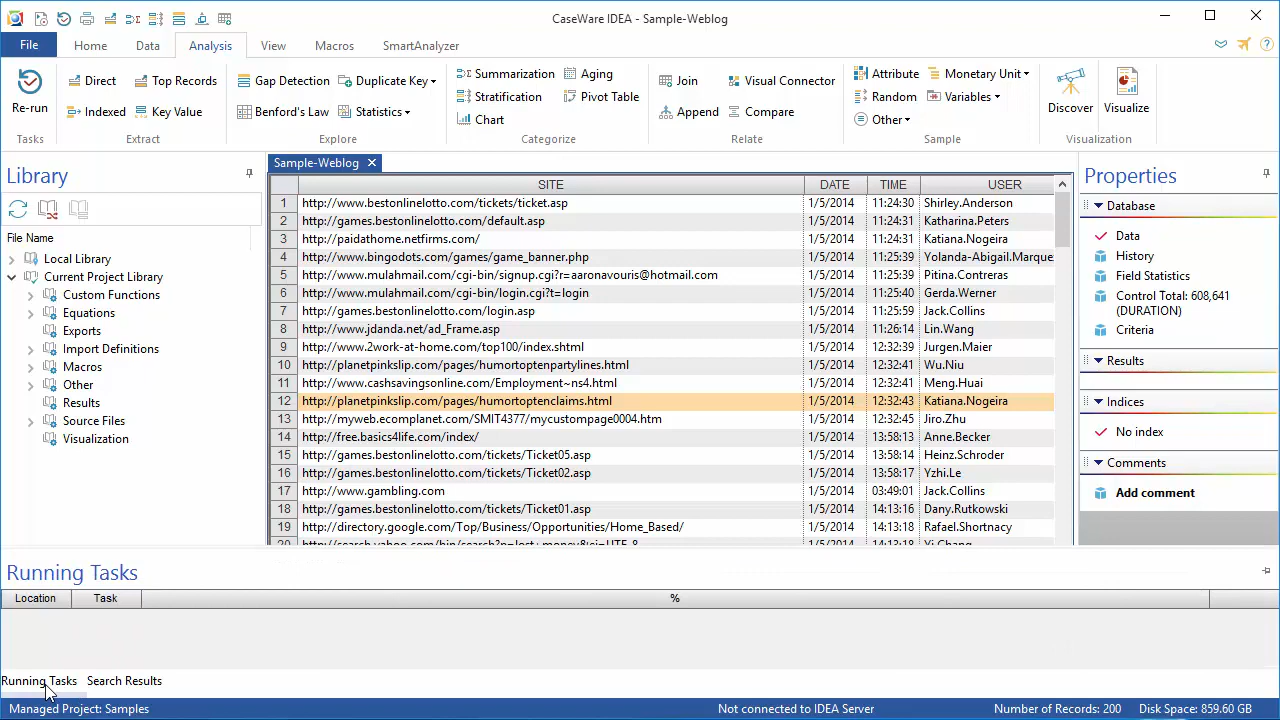 CaseWare IDEA - Sample-Weblog
File Home Data Analysis View Macros SmartAnalyzer
Re-run
Tasks
Direct Top Records
Indexed Key Value
Extract
Gap Detection Duplicate Key
Benford's Law Statistics
Explore
Summarization Aging
Stratification Pivot Table
Chart
Categorize
Join Visual Connector
Append Compare
Relate
Attribute Monetary Unit
Random Variables
Other
Sample
Discover Visualize
Visualization
Library
File Name
Local Library
Current Project Library
Custom Functions
Equations
Exports
Import Definitions
Macros
Other
Results
Source Files
Visualization
Sample-Weblog
SITE DATE TIME USER
1 http://www.bestonlinelotto.com/tickets/ticket.asp 1/5/2014 11:24:30 Shirley.Anderson
2 http://games.bestonlinelotto.com/default.asp 1/5/2014 11:24:31 Katharina.Peters
3 http://paidathome.netfirms.com/ 1/5/2014 11:24:31 Katiana.Nogeira
4 http://www.bingodots.com/games/game_banner.php 1/5/2014 11:25:39 Yolanda-Abigail.Marque
5 http://www.mulahmail.com/cgi-bin/signup.cgi?r=aaronavouris@hotmail.com 1/5/2014 11:25:39 Pitina.Contreras
6 http://www.mulahmail.com/cgi-bin/login.cgi?t=login 1/5/2014 11:25:40 Gerda.Werner
7 http://games.bestonlinelotto.com/login.asp 1/5/2014 11:25:59 Jack.Collins
8 http://www.jdanda.net/ad_Frame.asp 1/5/2014 11:26:14 Lin.Wang
9 http://www.2work-at-home.com/top100/index.shtml 1/5/2014 12:32:39 Jurgen.Maier
10 http://planetpinkslip.com/pages/humortoptenpartylines.html 1/5/2014 12:32:41 Wu.Niu
11 http://www.cashsavingsonline.com/Employment~ns4.html 1/5/2014 12:32:41 Meng.Huai
12 http://planetpinkslip.com/pages/humortoptenclaims.html 1/5/2014 12:32:43 Katiana.Nogeira
13 http://myweb.ecomplanet.com/SMIT4377/mycustompage0004.htm 1/5/2014 12:32:45 Jiro.Zhu
14 http://free.basics4life.com/index/ 1/5/2014 13:58:13 Anne.Becker
15 http://games.bestonlinelotto.com/tickets/Ticket05.asp 1/5/2014 13:58:14 Heinz.Schroder
16 http://games.bestonlinelotto.com/tickets/Ticket02.asp 1/5/2014 13:58:17 Yzhi.Le
17 http://www.gambling.com 1/5/2014 03:49:01 Jack.Collins
18 http://games.bestonlinelotto.com/tickets/Ticket01.asp 1/5/2014 14:13:16 Dany.Rutkowski
19 http://directory.google.com/Top/Business/Opportunities/Home_Based/ 1/5/2014 14:13:18 Rafael.Shortnacy
20 http://search.yahoo.com/bin/search?p=lost+money&ei=UTF-8 1/5/2014 14:13:18 Yi.Chang
Properties
Database
Data
History
Field Statistics
Control Total: 608,641
(DURATION)
Criteria
Results
Indices
No index
Comments
Add comment
Running Tasks
Location Task %
Running Tasks Search Results
Managed Project: Samples Not connected to IDEA Server Number of Records: 200 Disk Space: 859.60 GB